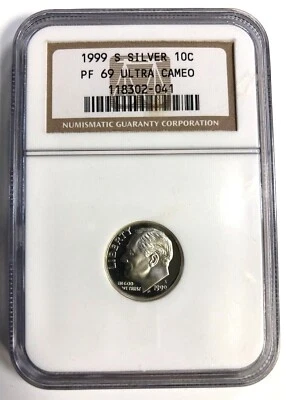 1999 S SILVER 10C
PF 69 ULTRA CAMEO
118302-041
NUMISMATIC GUARANTY CORPORATION
LIBERTY
IN GOD
WE TRUST
1999